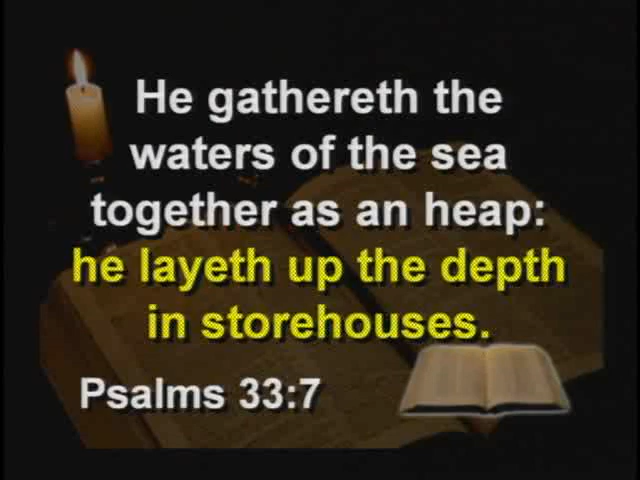 He gathereth the
waters of the sea
together as an heap:
he layeth up the depth
in storehouses.
Psalms 33:7